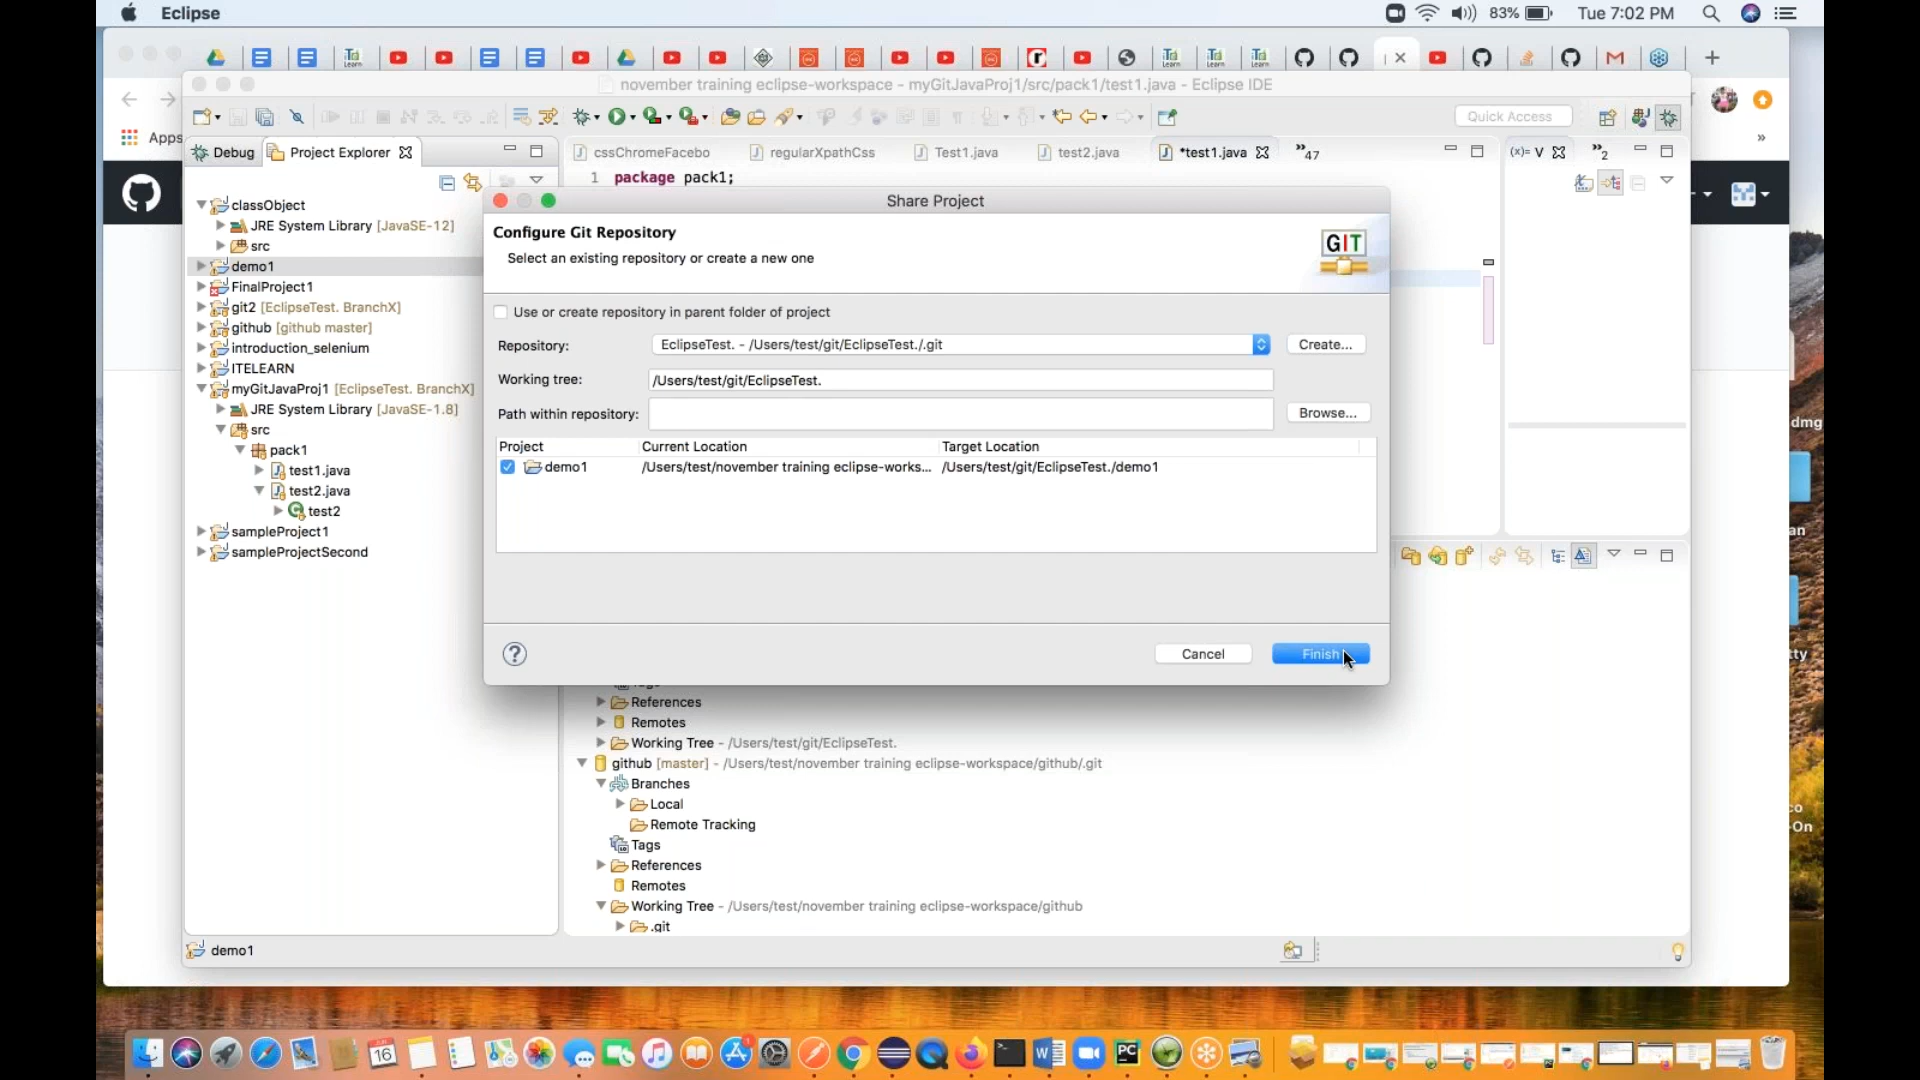 Eclipse
83%
Tue 7:02 PM
november training eclipse-workspace - myGitJavaProj1/src/pack1/test1.java - Eclipse IDE
Quick Access
Apps
»
Debug
Project Explorer
cssChromeFacebo
regularXpathCss
Test1.java
test2.java
*test1.java
»47
(x)= V
»2
1 package pack1;
classObject
JRE System Library [JavaSE-12]
src
demo1
FinalProject1
git2 [EclipseTest. BranchX]
github [github master]
introduction_selenium
ITELEARN
myGitJavaProj1 [EclipseTest. BranchX]
JRE System Library [JavaSE-1.8]
src
pack1
test1.java
test2.java
test2
sampleProject1
sampleProjectSecond
Share Project
Configure Git Repository
Select an existing repository or create a new one
GIT
Use or create repository in parent folder of project
Repository:
EclipseTest. - /Users/test/git/EclipseTest./.git
Create...
Working tree:
/Users/test/git/EclipseTest.
Path within repository:
Browse...
Project
Current Location
Target Location
demo1
/Users/test/november training eclipse-works...
/Users/test/git/EclipseTest./demo1
?
Cancel
Finish
References
Remotes
Working Tree - /Users/test/git/EclipseTest.
github [master] - /Users/test/november training eclipse-workspace/github/.git
Branches
Local
Remote Tracking
Tags
References
Remotes
Working Tree - /Users/test/november training eclipse-workspace/github
.git
demo1
dmg
an
tty
co
On
16
PC